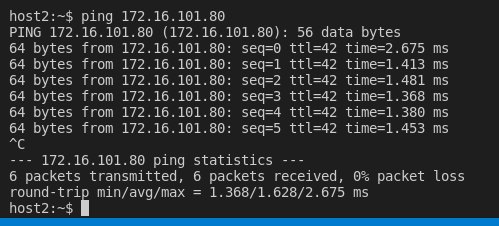 host2:~$ ping 172.16.101.80
PING 172.16.101.80 (172.16.101.80): 56 data bytes
64 bytes from 172.16.101.80: seq=0 ttl=42 time=2.675 ms
64 bytes from 172.16.101.80: seq=1 ttl=42 time=1.413 ms
64 bytes from 172.16.101.80: seq=2 ttl=42 time=1.481 ms
64 bytes from 172.16.101.80: seq=3 ttl=42 time=1.368 ms
64 bytes from 172.16.101.80: seq=4 ttl=42 time=1.380 ms
64 bytes from 172.16.101.80: seq=5 ttl=42 time=1.453 ms
^C
--- 172.16.101.80 ping statistics ---
6 packets transmitted, 6 packets received, 0% packet loss
round-trip min/avg/max = 1.368/1.628/2.675 ms
host2:~$